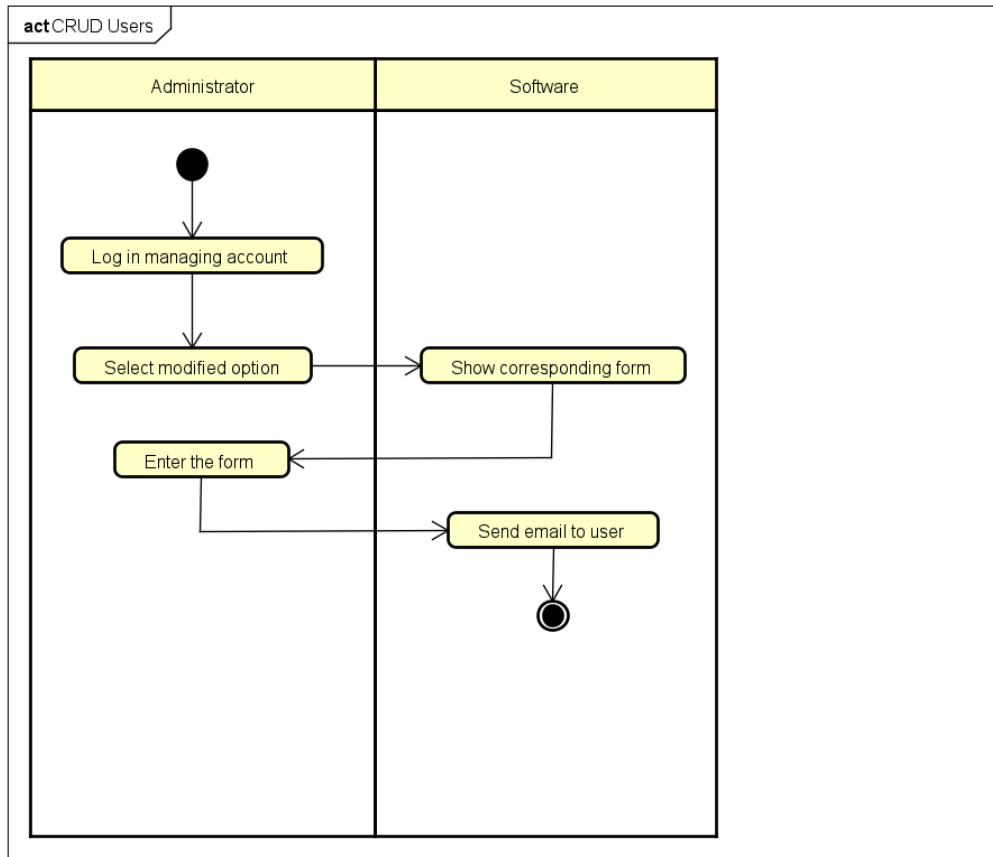 act CRUD Users
Administrator
Software
Log in managing account
Select modified option
Show corresponding form
Enter the form
Send email to user